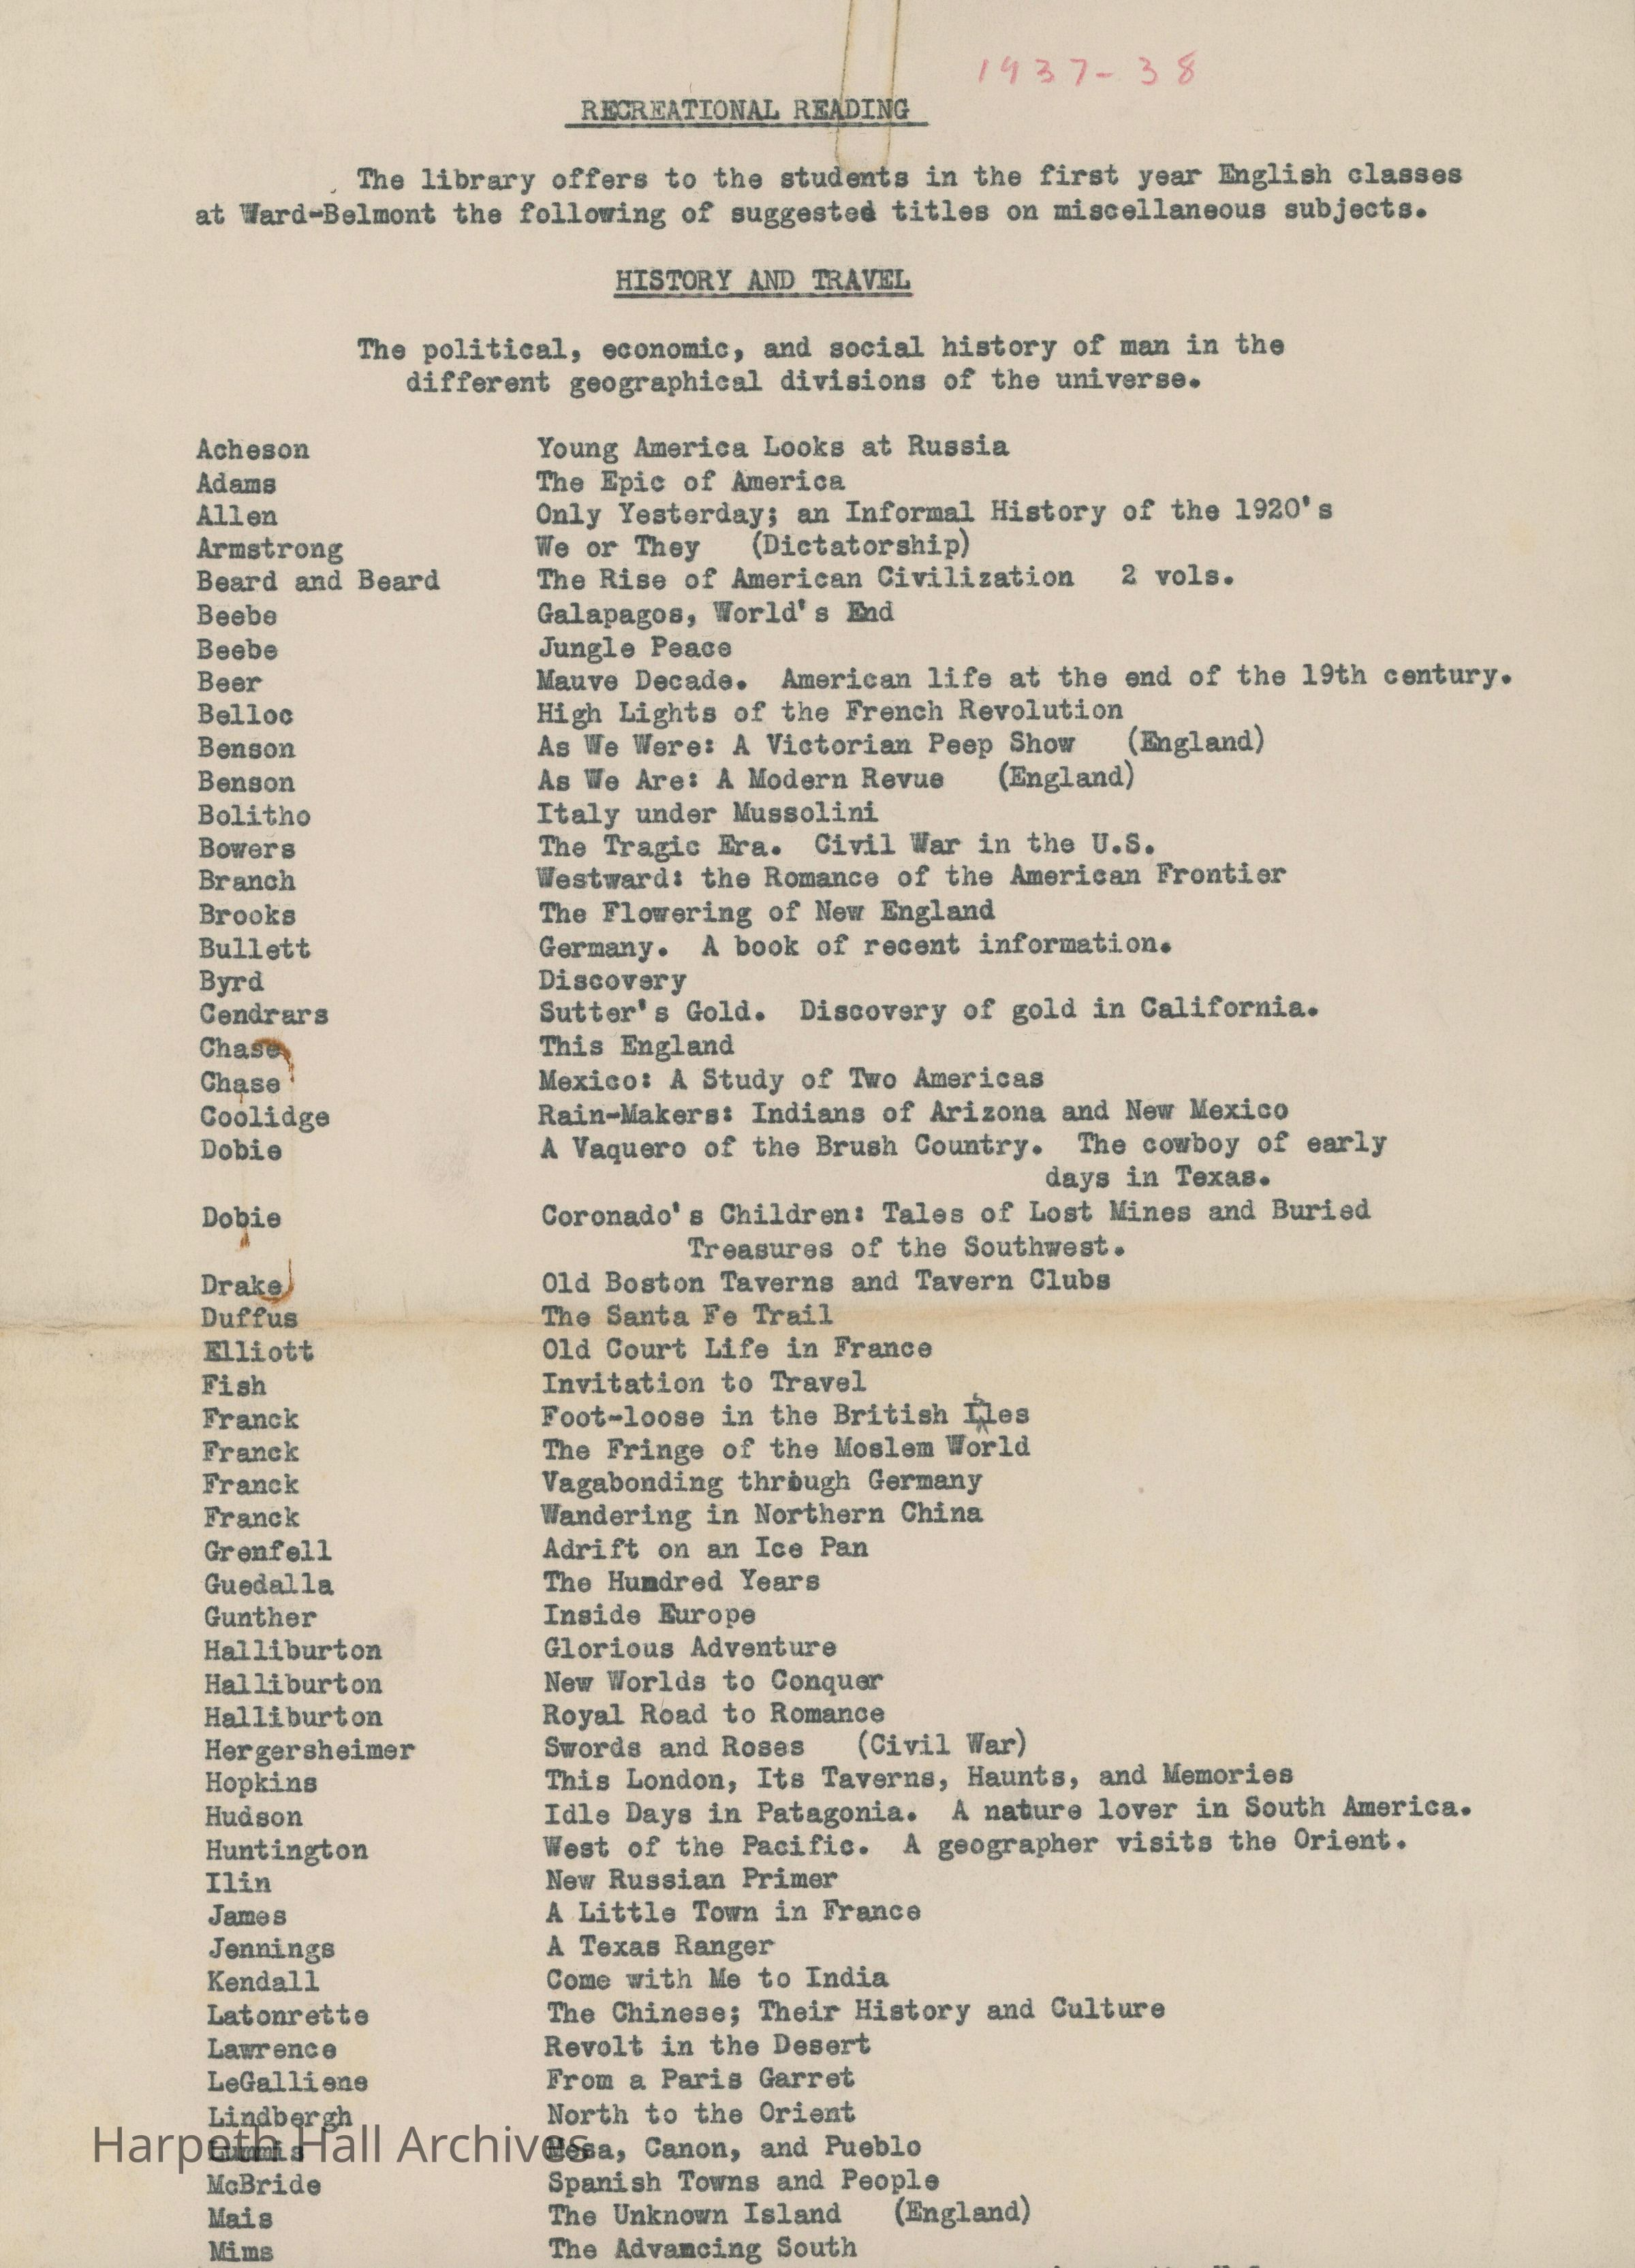 1937-38
RECREATIONAL READING
The library offers to the students in the first year English classes
at Ward-Belmont the following of suggested titles on miscellaneous subjects.
HISTORY AND TRAVEL
The political, economic, and social history of man in the
different geographical divisions of the universe.
Acheson Young America Looks at Russia
Adams The Epic of America
Allen Only Yesterday; an Informal History of the 1920's
Armstrong We or They (Dictatorship)
Beard and Beard The Rise of American Civilization 2 vols.
Beebe Galapagos, World's End
Beebe Jungle Peace
Beer Mauve Decade. American life at the end of the 19th century.
Belloc High Lights of the French Revolution
Benson As We Were: A Victorian Peep Show (England)
Benson As We Are: A Modern Revue (England)
Bolitho Italy under Mussolini
Bowers The Tragic Era. Civil War in the U.S.
Branch Westward: the Romance of the American Frontier
Brooks The Flowering of New England
Bullett Germany. A book of recent information.
Byrd Discovery
Cendrars Sutter's Gold. Discovery of gold in California.
Chase This England
Chase Mexico: A Study of Two Americas
Coolidge Rain-Makers: Indians of Arizona and New Mexico
Dobie A Vaquero of the Brush Country. The cowboy of early
days in Texas.
Dobie Coronado's Children: Tales of Lost Mines and Buried
Treasures of the Southwest.
Drake Old Boston Taverns and Tavern Clubs
Duffus The Santa Fe Trail
Elliott Old Court Life in France
Fish Invitation to Travel
Franck Foot-loose in the British Isles
Franck The Fringe of the Moslem World
Franck Vagabonding through Germany
Franck Wandering in Northern China
Grenfell Adrift on an Ice Pan
Guedalla The Hundred Years
Gunther Inside Europe
Halliburton Glorious Adventure
Halliburton New Worlds to Conquer
Halliburton Royal Road to Romance
Hergersheimer Swords and Roses (Civil War)
Hopkins This London, Its Taverns, Haunts, and Memories
Hudson Idle Days in Patagonia. A nature lover in South America.
Huntington West of the Pacific. A geographer visits the Orient.
Ilin New Russian Primer
James A Little Town in France
Jennings A Texas Ranger
Kendall Come with Me to India
Latonrette The Chinese; Their History and Culture
Lawrence Revolt in the Desert
LeGalliene From a Paris Garret
Lindbergh North to the Orient
Lummis Mesa, Canon, and Pueblo
Harpeth Hall Archives
McBride Spanish Towns and People
Mais The Unknown Island (England)
Mims The Advancing South